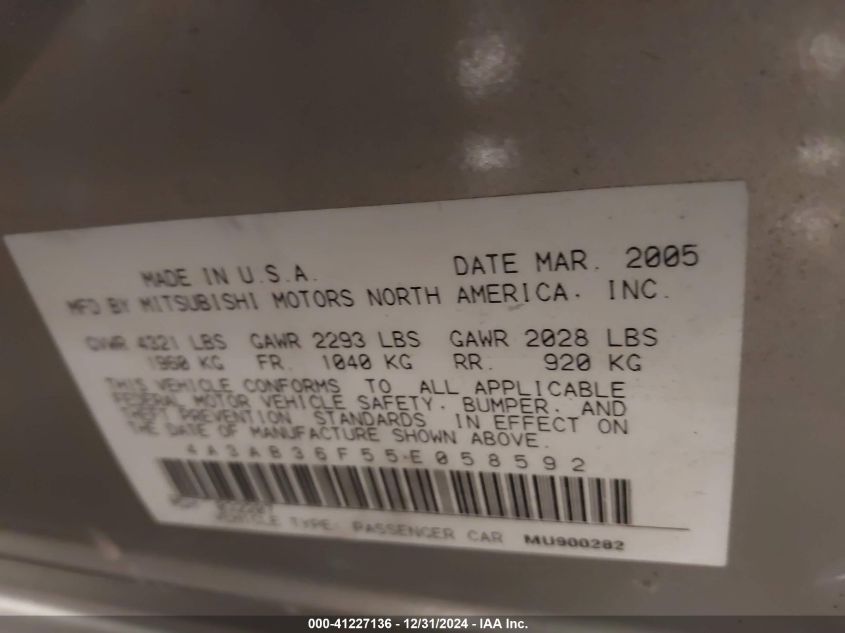 MADE IN U.S.A. DATE MAR. 2005
MFD BY MITSUBISHI MOTORS NORTH AMERICA. INC.
GVWR 4321 LBS GAWR 2293 LBS GAWR 2028 LBS
1960 KG FR. 1040 KG RR. 920 KG
THIS VEHICLE CONFORMS TO ALL APPLICABLE
FEDERAL MOTOR VEHICLE SAFETY. BUMPER. AND
THEFT PREVENTION STANDARDS IN EFFECT ON
THE DATE OF MANUFACTURE SHOWN ABOVE.
4A3AB36F55E058592
VEHICLE TYPE: PASSENGER CAR MU900282
000-41227136 - 12/31/2024 - IAA Inc.